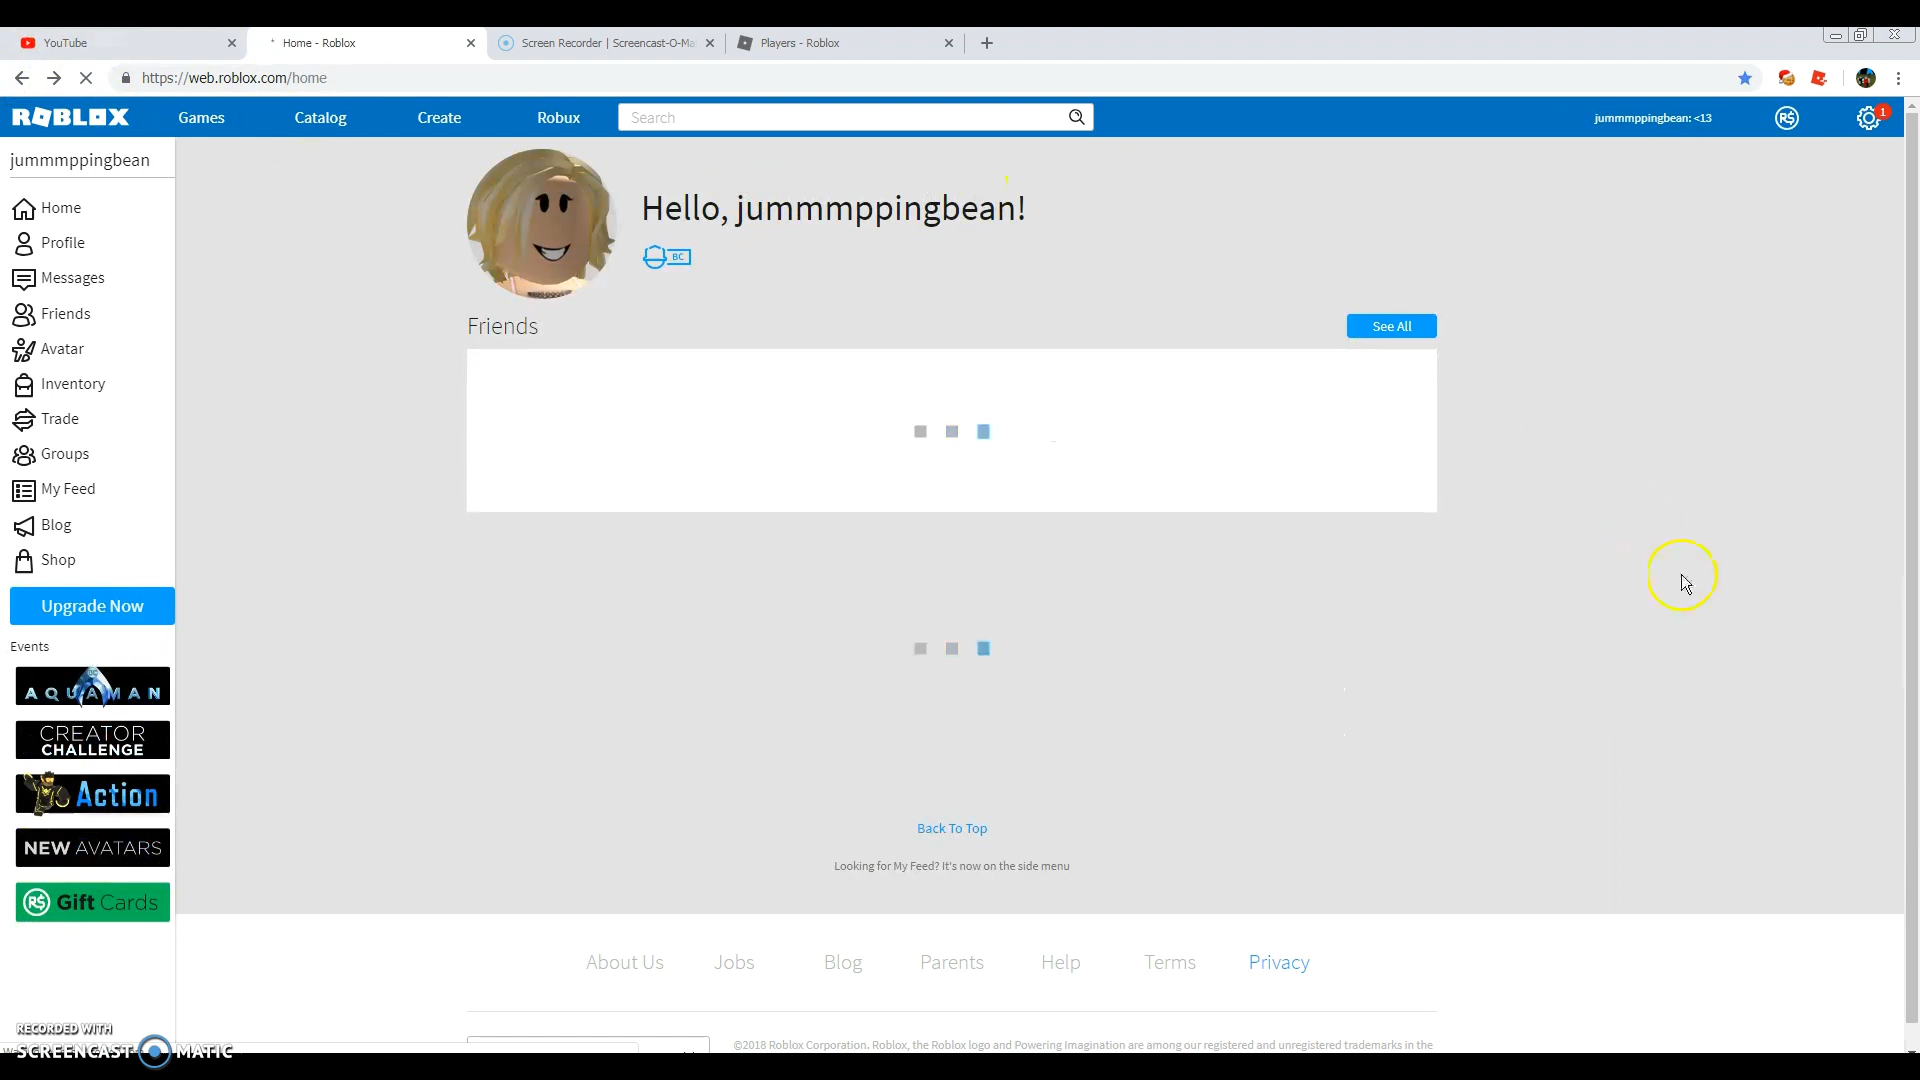 YouTube
Home - Roblox
Screen Recorder | Screencast-O-Ma
Players - Roblox
https://web.roblox.com/home
ROBLOX
Games
Catalog
Create
Robux
Search
jummmppingbean: <13
R$
1
jummmppingbean
Home
Profile
Messages
Friends
Avatar
Inventory
Trade
Groups
My Feed
Blog
Shop
Upgrade Now
Events
AQUAMAN
CREATOR
CHALLENGE
Action
NEW AVATARS
R$ Gift Cards
Hello, jummmppingbean!
BC
Friends
See All
Back To Top
Looking for My Feed? It's now on the side menu
About Us
Jobs
Blog
Parents
Help
Terms
Privacy
©2018 Roblox Corporation. Roblox, the Roblox logo and Powering Imagination are among our registered and unregistered trademarks in the
RECORDED WITH
SCREENCAST MATIC